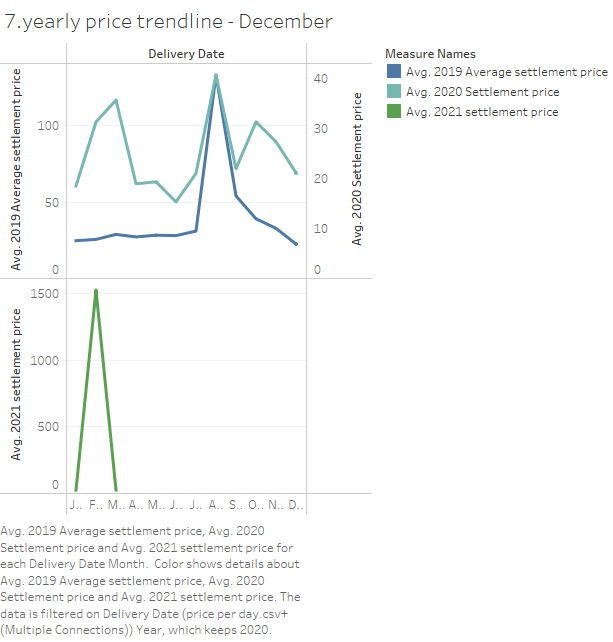 7.yearly price trendline - December
Delivery Date
Measure Names
Avg. 2019 Average settlement price
Avg. 2020 Settlement price
Avg. 2021 settlement price
Avg. 2019 Average settlement price
100
50
0
40
30
20
10
0
Avg. 2020 Settlement price
Avg. 2021 settlement price
1500
1000
500
0
J.. F.. M.. A.. M.. J.. J.. A.. S.. O.. N.. D..
Avg. 2019 Average settlement price, Avg. 2020
Settlement price and Avg. 2021 settlement price for
each Delivery Date Month.  Color shows details about
Avg. 2019 Average settlement price, Avg. 2020
Settlement price and Avg. 2021 settlement price. The
data is filtered on Delivery Date (price per day.csv+
(Multiple Connections)) Year, which keeps 2020.